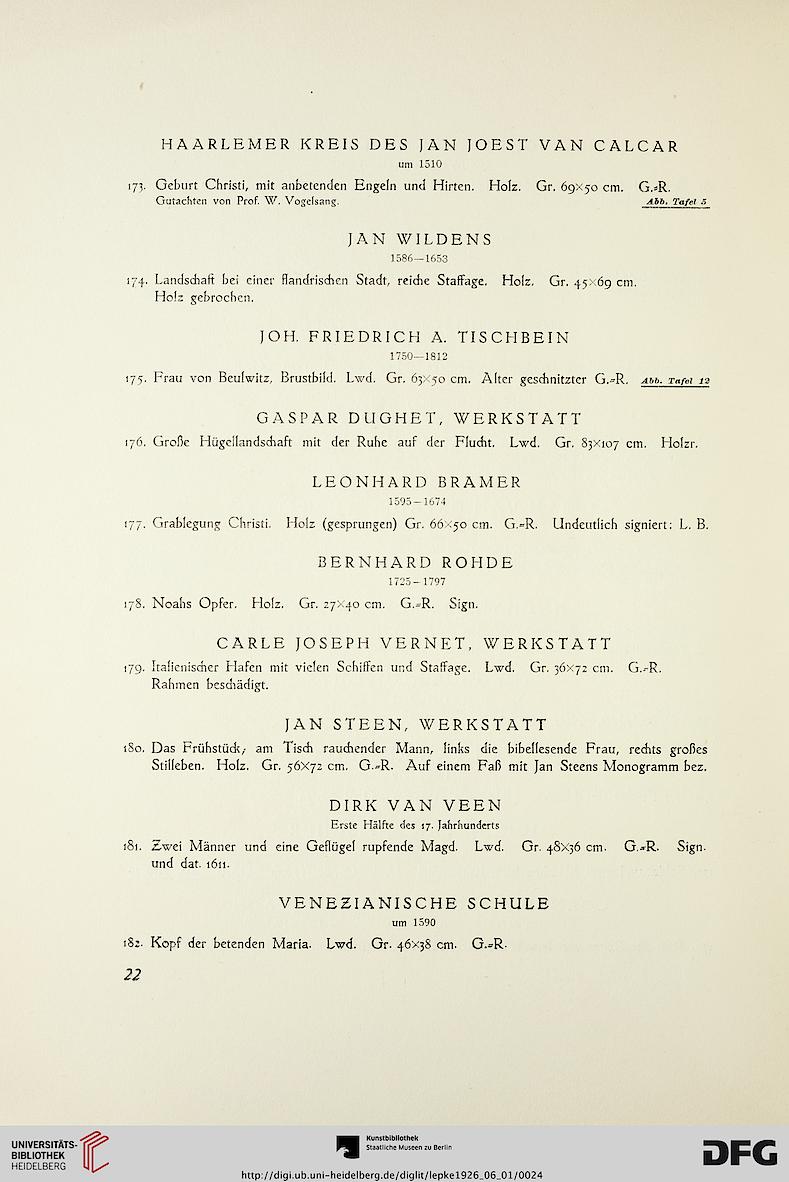 HAARLEMER KREIS DES JAN JOEST VAN CALCAR
um 1510
173. Geburt Christi, mit anbetenden Engeln und Hirten. Holz. Gr. 69×50 cm. G.=R.
Gutachten von Prof. W. Vogelsang. Abb. Tafel 5
JAN WILDENS
1586—1653
174. Landschaft bei einer flandrischen Stadt, reiche Staffage. Holz. Gr. 45×69 cm.
Holz gebrochen.
JOH. FRIEDRICH A. TISCHBEIN
1750—1812
175. Frau von Beulwitz, Brustbild. Lwd. Gr. 63×50 cm. Alter geschnitzter G.=R. Abb. Tafel 12
GASPAR DUGHET, WERKSTATT
176. Große Hügellandschaft mit der Ruhe auf der Flucht. Lwd. Gr. 83×107 cm. Holzr.
LEONHARD BRAMER
1595–1674
177. Grablegung Christi. Holz (gesprungen) Gr. 66×50 cm. G.=R. Undeutlich signiert: L. B.
BERNHARD ROHDE
1725–1797
178. Noahs Opfer. Holz. Gr. 27×40 cm. G.=R. Sign.
CARLE JOSEPH VERNET, WERKSTATT
179. Italienischer Hafen mit vielen Schiffen und Staffage. Lwd. Gr. 36×72 cm. G.=R.
Rahmen beschädigt.
JAN STEEN, WERKSTATT
180. Das Frühstück; am Tisch rauchender Mann, links die bibellesende Frau, rechts großes
Stilleben. Holz. Gr. 56×72 cm. G.=R. Auf einem Faß mit Jan Steens Monogramm bez.
DIRK VAN VEEN
Erste Hälfte des 17. Jahrhunderts
181. Zwei Männer und eine Geflügel rupfende Magd. Lwd. Gr. 48×36 cm. G.=R. Sign.
und dat. 1611.
VENEZIANISCHE SCHULE
um 1590
182. Kopf der betenden Maria. Lwd. Gr. 46×38 cm. G.=R.
22
UNIVERSITÄTS-
BIBLIOTHEK
HEIDELBERG
Kunstbibliothek
Staatliche Museen zu Berlin
DFG
http://digi.ub.uni-heidelberg.de/diglit/lepke1926_06_01/0024